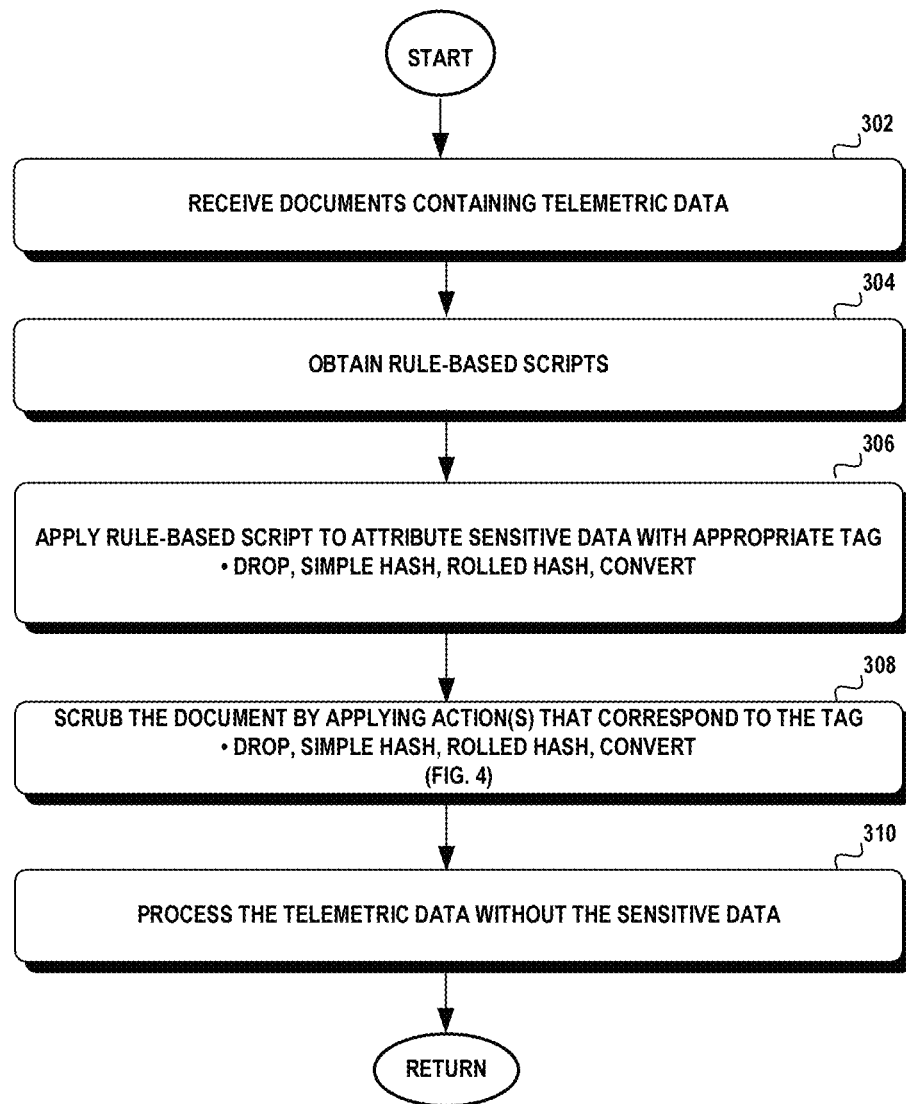 START
302
RECEIVE DOCUMENTS CONTAINING TELEMETRIC DATA
304
OBTAIN RULE-BASED SCRIPTS
306
APPLY RULE-BASED SCRIPT TO ATTRIBUTE SENSITIVE DATA WITH APPROPRIATE TAG
• DROP, SIMPLE HASH, ROLLED HASH, CONVERT
308
SCRUB THE DOCUMENT BY APPLYING ACTION(S) THAT CORRESPOND TO THE TAG
• DROP, SIMPLE HASH, ROLLED HASH, CONVERT
(FIG. 4)
310
PROCESS THE TELEMETRIC DATA WITHOUT THE SENSITIVE DATA
RETURN